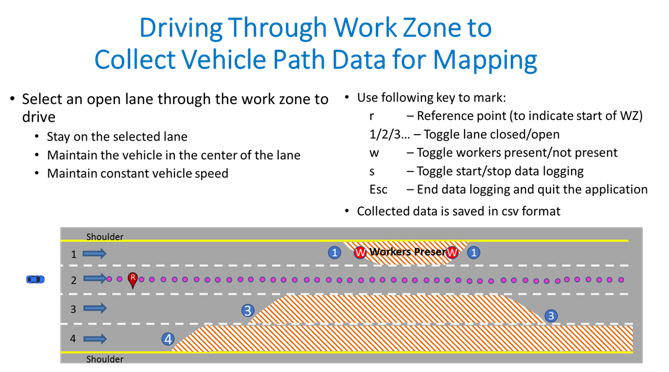 Driving Through Work Zone to
Collect Vehicle Path Data for Mapping
• Select an open lane through the work zone to
drive
• Stay on the selected lane
• Maintain the vehicle in the center of the lane
• Maintain constant vehicle speed
• Use following key to mark:
r – Reference point (to indicate start of WZ)
1/2/3... – Toggle lane closed/open
w – Toggle workers present/not present
s – Toggle start/stop data logging
Esc – End data logging and quit the application
• Collected data is saved in csv format
Shoulder
1 1 W Workers Present W 1
2 R
3 3 3
4 4
Shoulder